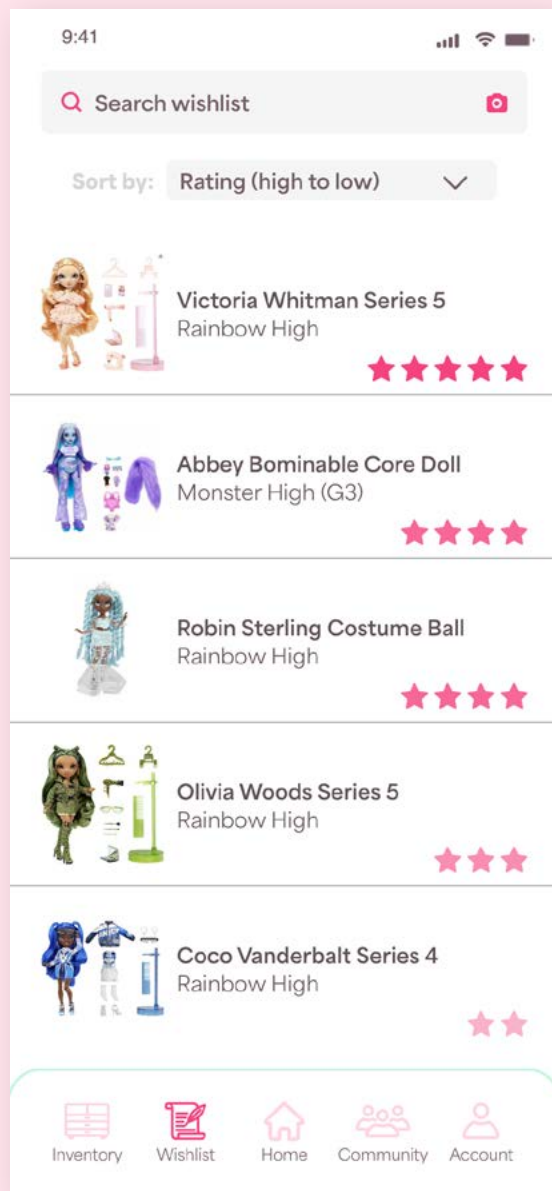 9:41
Search wishlist
Sort by: Rating (high to low)
Victoria Whitman Series 5
Rainbow High
Abbey Bominable Core Doll
Monster High (G3)
Robin Sterling Costume Ball
Rainbow High
Olivia Woods Series 5
Rainbow High
Coco Vanderbalt Series 4
Rainbow High
Inventory Wishlist Home Community Account